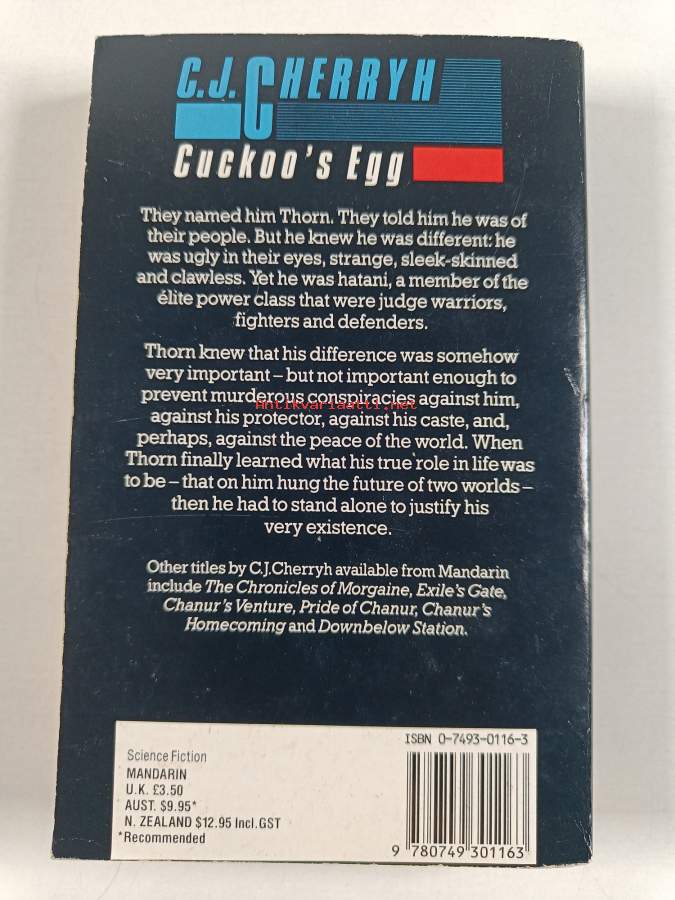 C.J. CHERRYH
Cuckoo's Egg
They named him Thorn. They told him he was of
their people. But he knew he was different: he
was ugly in their eyes, strange, sleek-skinned
and clawless. Yet he was hatani, a member of the
élite power class that were judge warriors,
fighters and defenders.
Thorn knew that his difference was somehow
very important – but not important enough to
prevent murderous conspiracies against him,
Antikvariaatti.net
against his protector, against his caste, and,
perhaps, against the peace of the world. When
Thorn finally learned what his true role in life was
to be – that on him hung the future of two worlds –
then he had to stand alone to justify his
very existence.
Other titles by C.J.Cherryh available from Mandarin
include The Chronicles of Morgaine, Exile's Gate,
Chanur's Venture, Pride of Chanur, Chanur's
Homecoming and Downbelow Station.
ISBN 0-7493-0116-3
Science Fiction
MANDARIN
U.K. £3.50
AUST. $9.95*
N. ZEALAND $12.95 Incl.GST
*Recommended
9 780749 301163